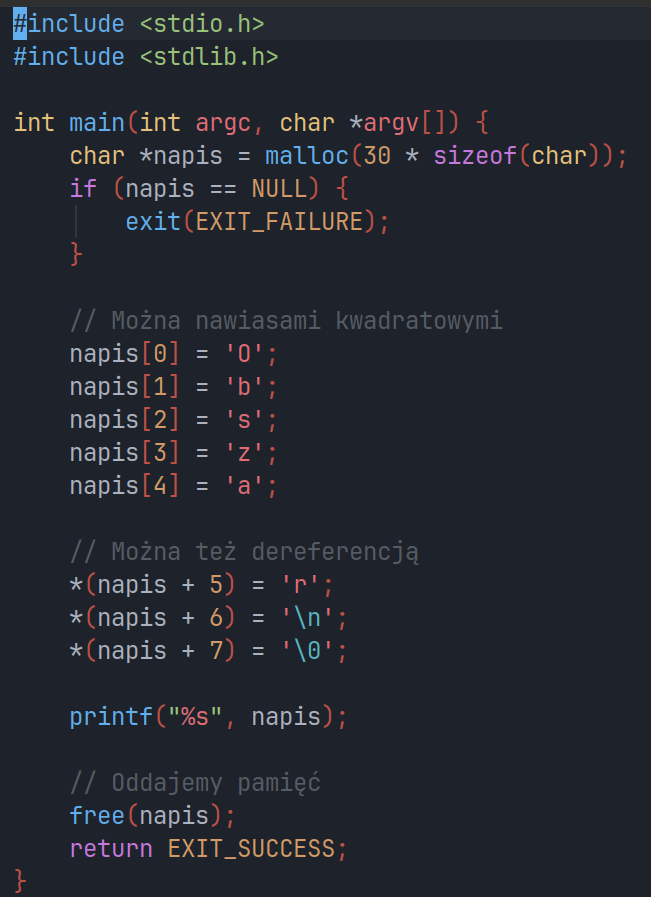 #include <stdio.h>
#include <stdlib.h>
int main(int argc, char *argv[]) {
    char *napis = malloc(30 * sizeof(char));
    if (napis == NULL) {
        exit(EXIT_FAILURE);
    }
    // Można nawiasami kwadratowymi
    napis[0] = 'O';
    napis[1] = 'b';
    napis[2] = 's';
    napis[3] = 'z';
    napis[4] = 'a';
    // Można też dereferencją
    *(napis + 5) = 'r';
    *(napis + 6) = '\n';
    *(napis + 7) = '\0';
    printf("%s", napis);
    // Oddajemy pamięć
    free(napis);
    return EXIT_SUCCESS;
}